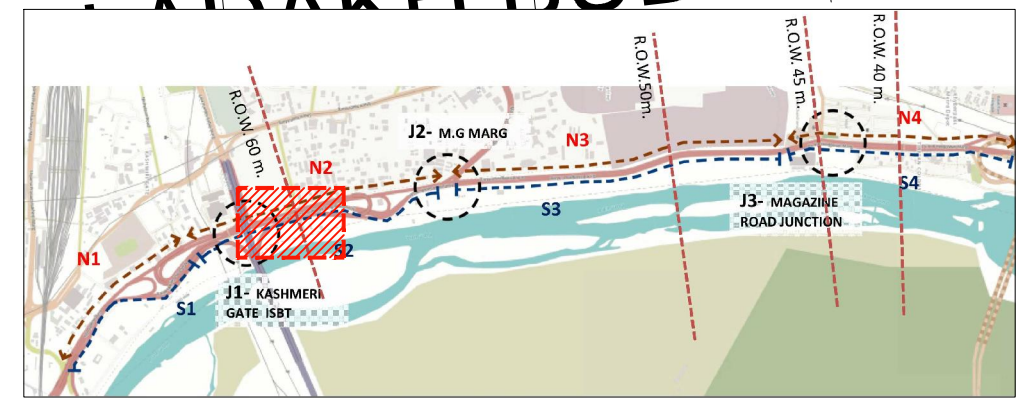 R.O.W. 60 m.
R.O.W.50m.
R.O.W. 45 m.
R.O.W. 40 m.
J2- M.G MARG
N1
N2
N3
N4
S1
S2
S3
S4
J1- KASHMERI
GATE ISBT
J3- MAGAZINE
ROAD JUNCTION